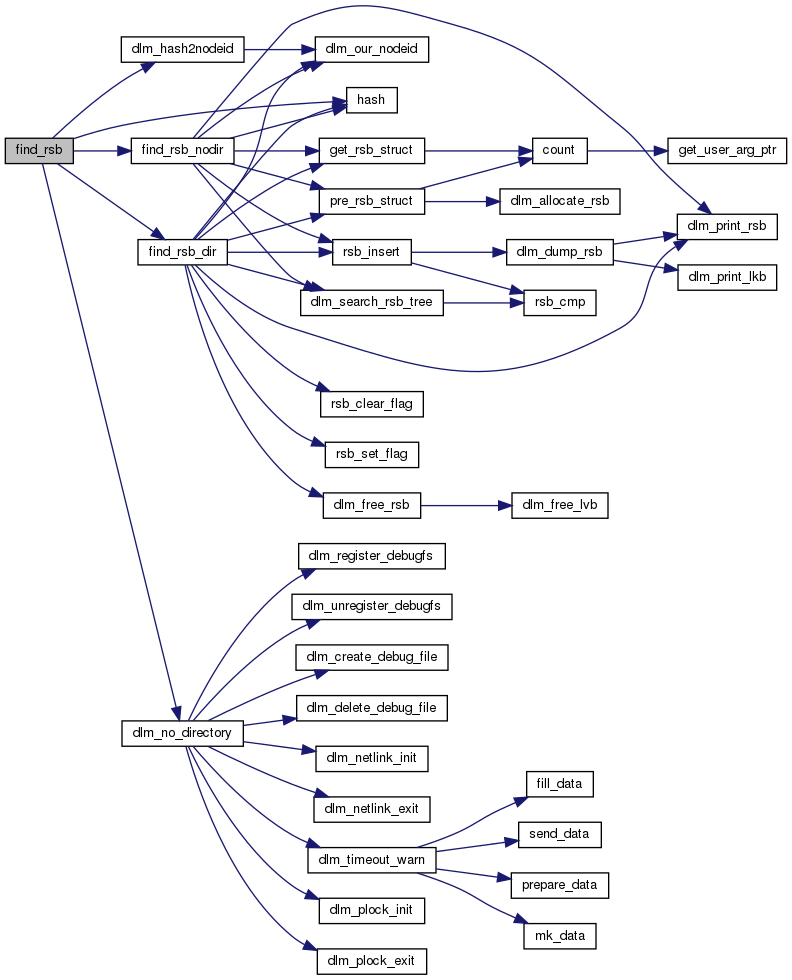 dlm_hash2nodeid
dlm_our_nodeid
hash
find_rsb
find_rsb_nodir
get_rsb_struct
count
get_user_arg_ptr
pre_rsb_struct
dlm_allocate_rsb
dlm_print_rsb
find_rsb_dir
rsb_insert
dlm_dump_rsb
dlm_print_lkb
dlm_search_rsb_tree
rsb_cmp
rsb_clear_flag
rsb_set_flag
dlm_free_rsb
dlm_free_lvb
dlm_register_debugfs
dlm_unregister_debugfs
dlm_create_debug_file
dlm_delete_debug_file
dlm_no_directory
dlm_netlink_init
dlm_netlink_exit
fill_data
send_data
dlm_timeout_warn
prepare_data
dlm_plock_init
mk_data
dlm_plock_exit